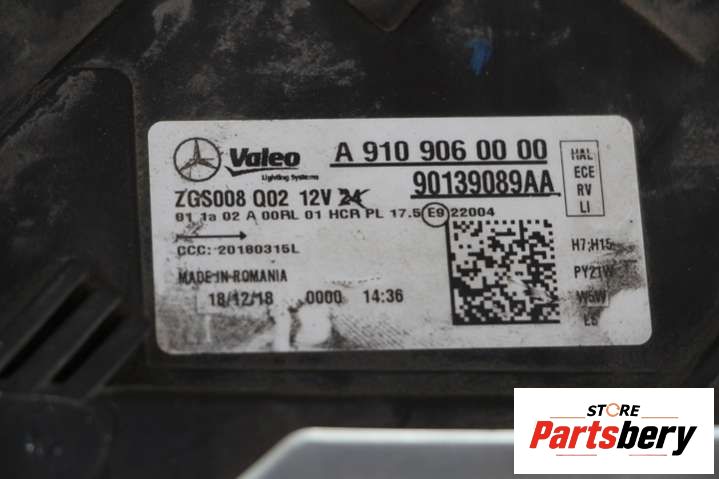 Valeo
Lighting Systems
A 910 906 00 00
90139089AA
HAL
ECE
RV
LI
ZGS008 Q02 12V 24
01 1a 02 A 00RL 01 HCR PL 17.5 E9 22004
CCC: 20180315L
MADE IN ROMANIA
18/12/18 0000 14:36
H7;H15
PY21W
W5W
STORE
Partsbery